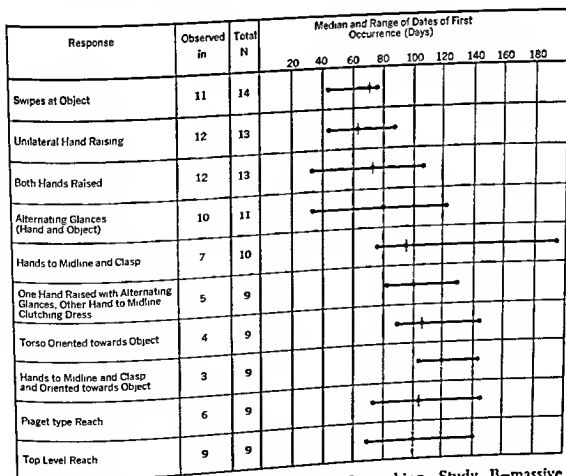 Response
Observed in
Total N
Median and Range of Dates of First
Occurrence (Days)
20 40 60 80 100 120 140 160 180
Swipes at Object 11 14
Unilateral Hand Raising 12 13
Both Hands Raised 12 13
Alternating Glances
(Hand and Object) 10 11
Hands to Midline and Clasp 7 10
One Hand Raised with Alternating
Glances, Other Hand to Midline
Clutching Dress 5 9
Torso Oriented towards Object 4 9
Hands to Midline and Clasp
and Oriented towards Object 3 9
Piaget type Reach 6 9
Top Level Reach 9 9
Study B—massive